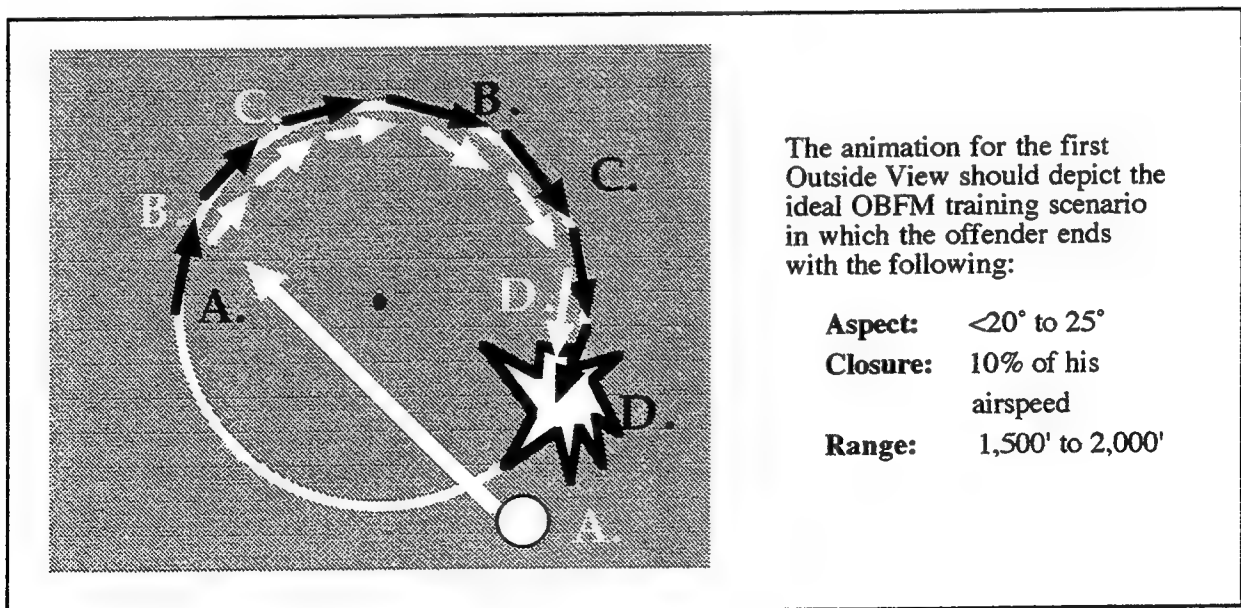 C.
B.
B.
C.
A.
D.
D.
A.
The animation for the first
Outside View should depict the
ideal OBFM training scenario
in which the offender ends
with the following:
Aspect: <20° to 25°
Closure: 10% of his
airspeed
Range: 1,500' to 2,000'